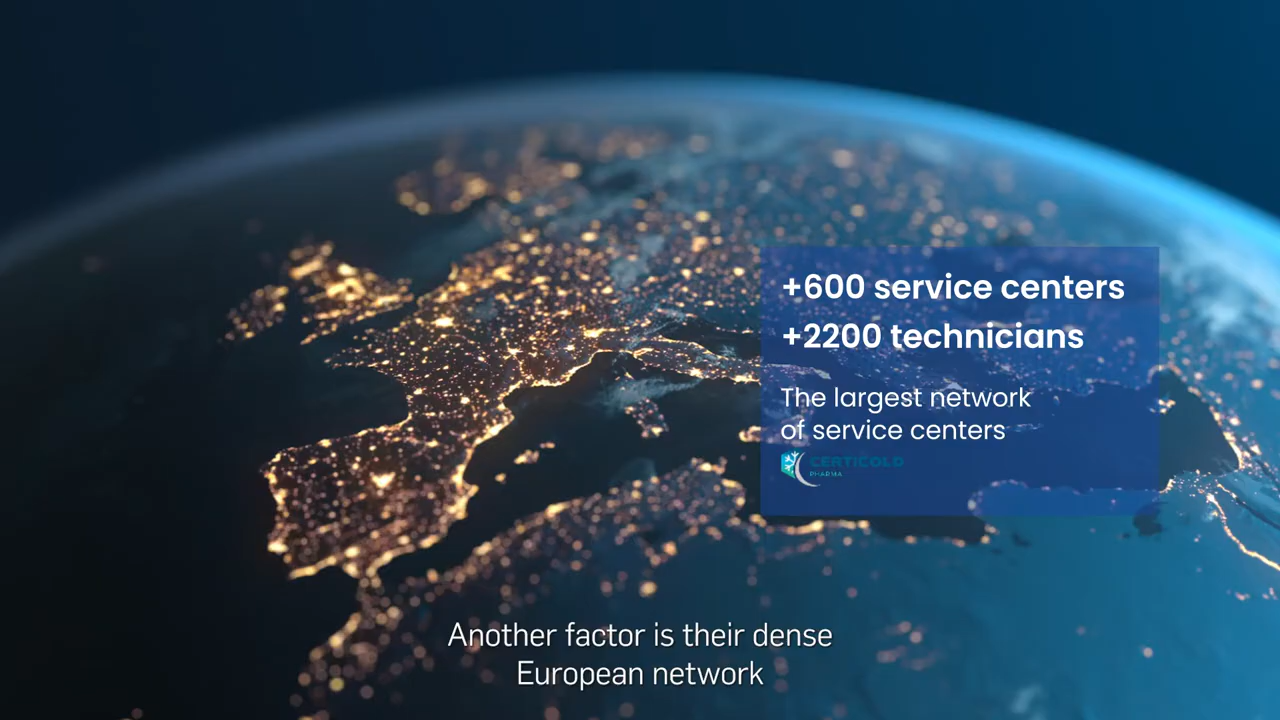 +600 service centers
+2200 technicians
The largest network
of service centers
CERTICOLD
PHARMA
Another factor is their dense
European network